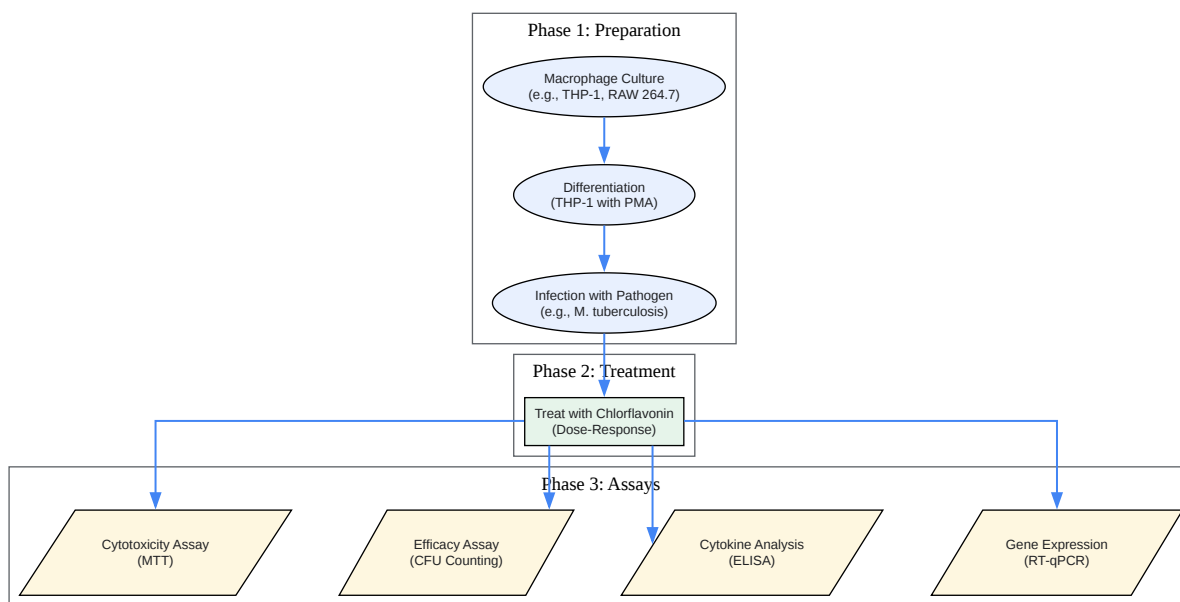 Phase 1: Preparation
Macrophage Culture
(e.g., THP-1, RAW 264.7)
Differentiation
(THP-1 with PMA)
Infection with Pathogen
(e.g., M. tuberculosis)
Phase 2: Treatment
Treat with Chlorflavonin
(Dose-Response)
Phase 3: Assays
Cytotoxicity Assay
(MTT)
Efficacy Assay
(CFU Counting)
Cytokine Analysis
(ELISA)
Gene Expression
(RT-qPCR)